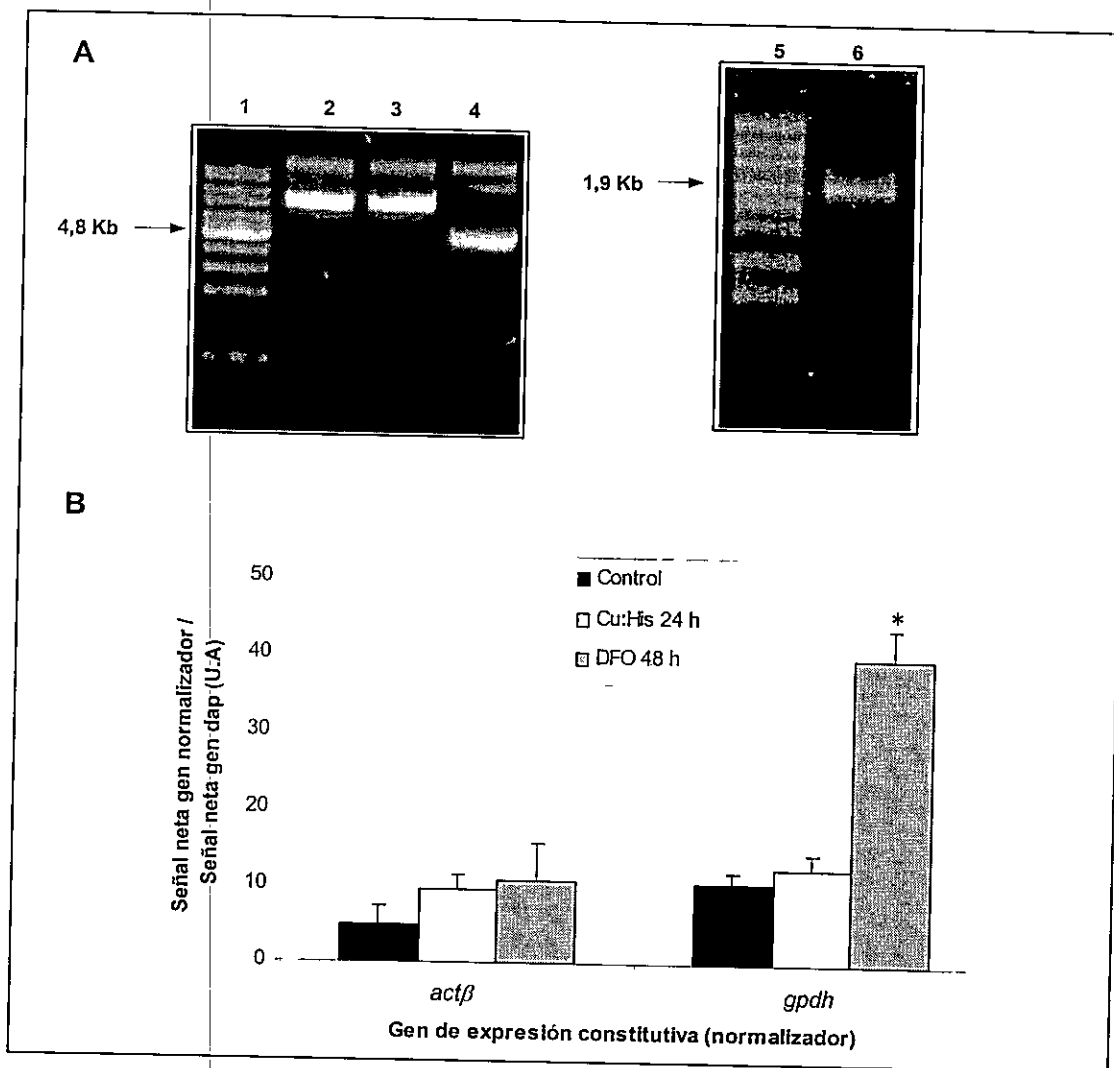 A
1 2 3 4
4,8 Kb
5 6
1,9 Kb
B
Señal neta gen normalizador /
Señal neta gen dap (U.A)
50
40
30
20
10
0
Control
Cu:His 24 h
DFO 48 h
*
actβ
gpdh
Gen de expresión constitutiva (normalizador)